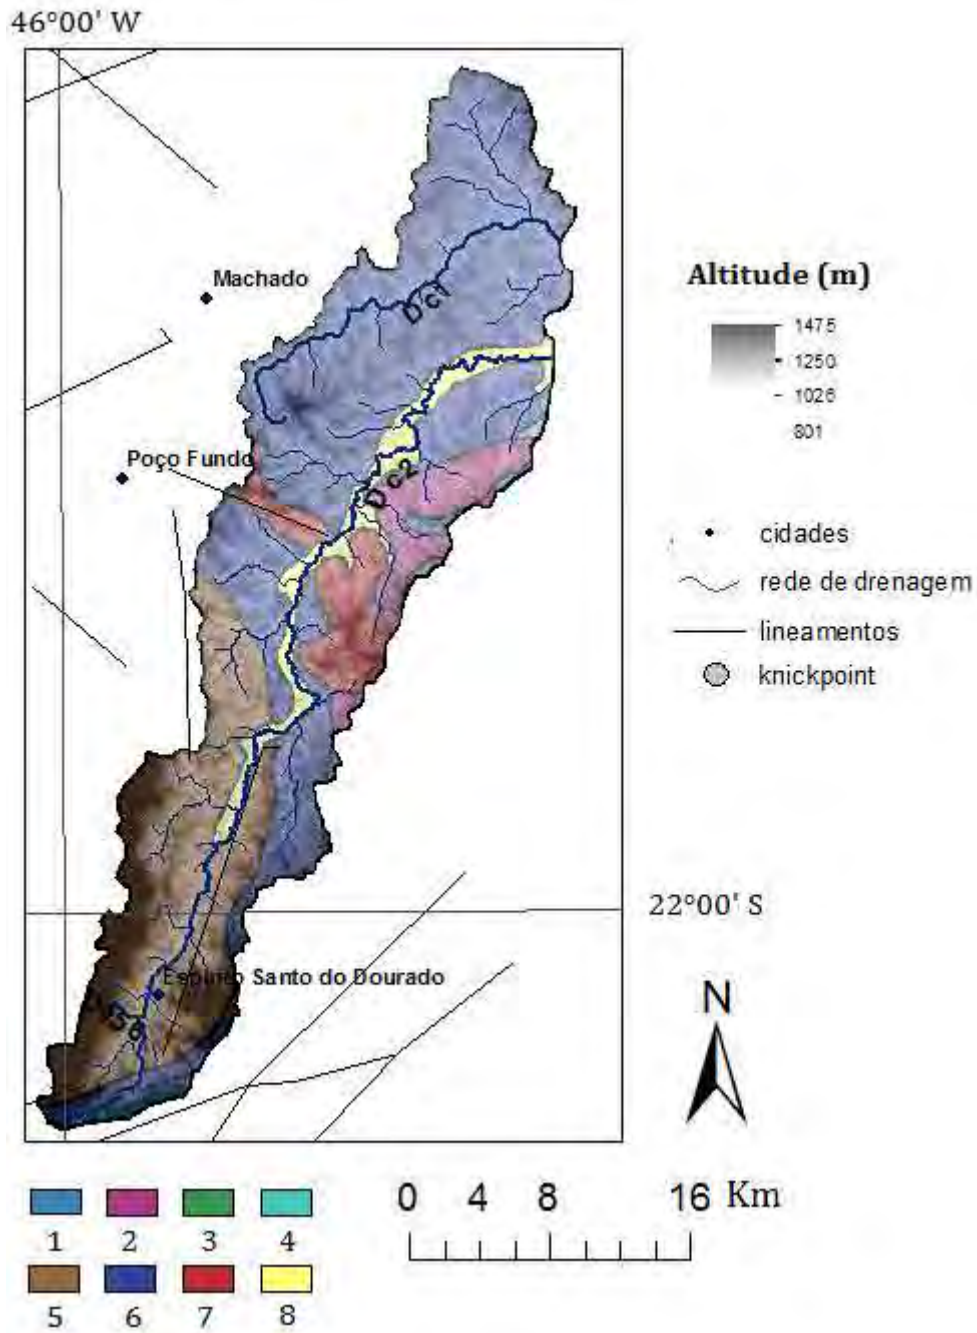 46°00' W
Machado
Dc1
Altitude (m)
1475
1250
1026
801
Poço Fundo
Dc2
cidades
rede de drenagem
lineamentos
knickpoint
22°00' S
Espírito Santo do Dourado
N
0 4 8 16 Km
1 2 3 4
5 6 7 8